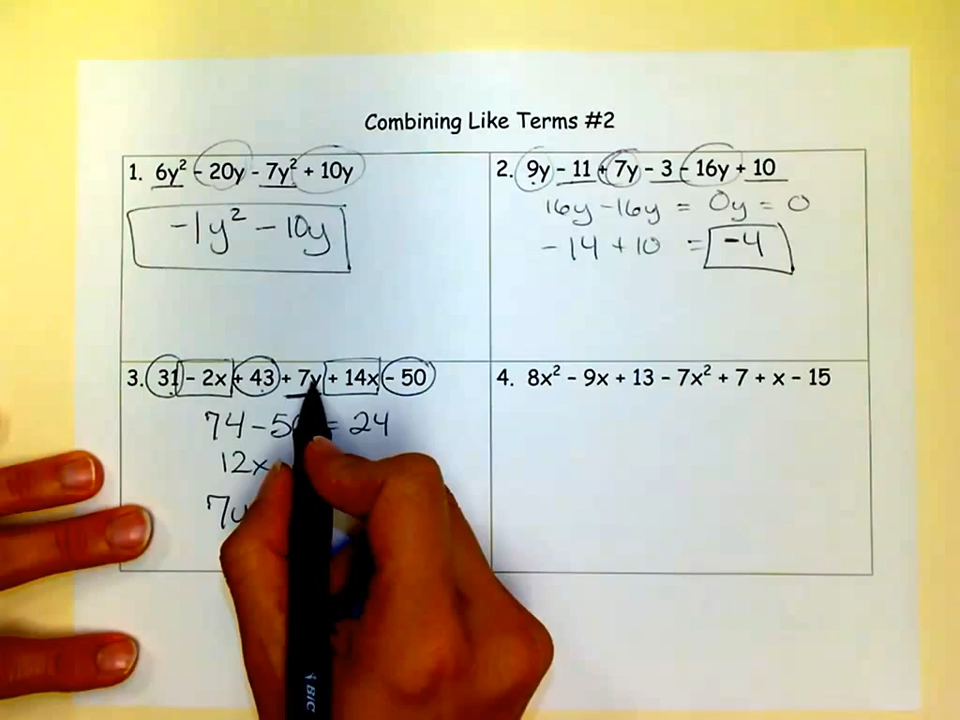 Combining Like Terms #2
1. 6y² - 20y - 7y² + 10y
-1y² - 10y
2. 9y - 11 + 7y - 3 - 16y + 10
16y - 16y = 0y = 0
-14 + 10 = -4
3. 31 - 2x + 43 + 7y + 14x - 50
74 - 50 = 24
12x
7y
4. 8x² - 9x + 13 - 7x² + 7 + x - 15
BIC